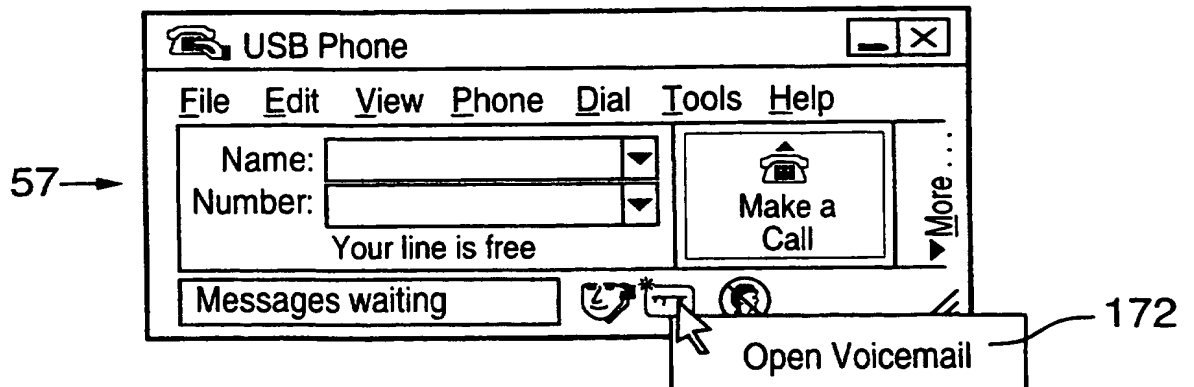 USB Phone
File Edit View Phone Dial Tools Help
Name:
Number:
Your line is free
Make a
Call
More...
57
Messages waiting
172
Open Voicemail